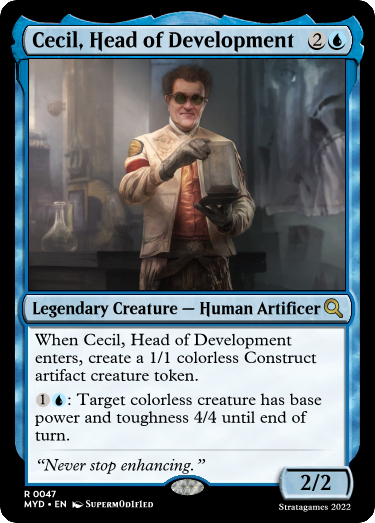 Cecil, Head of Development 2
Legendary Creature — Human Artificer
When Cecil, Head of Development
enters, create a 1/1 colorless Construct
artifact creature token.
1 : Target colorless creature has base
power and toughness 4/4 until end of
turn.
“Never stop enhancing.”
2/2
R 0047
MYD • EN SUPERM0DIFIED
Stratagames 2022